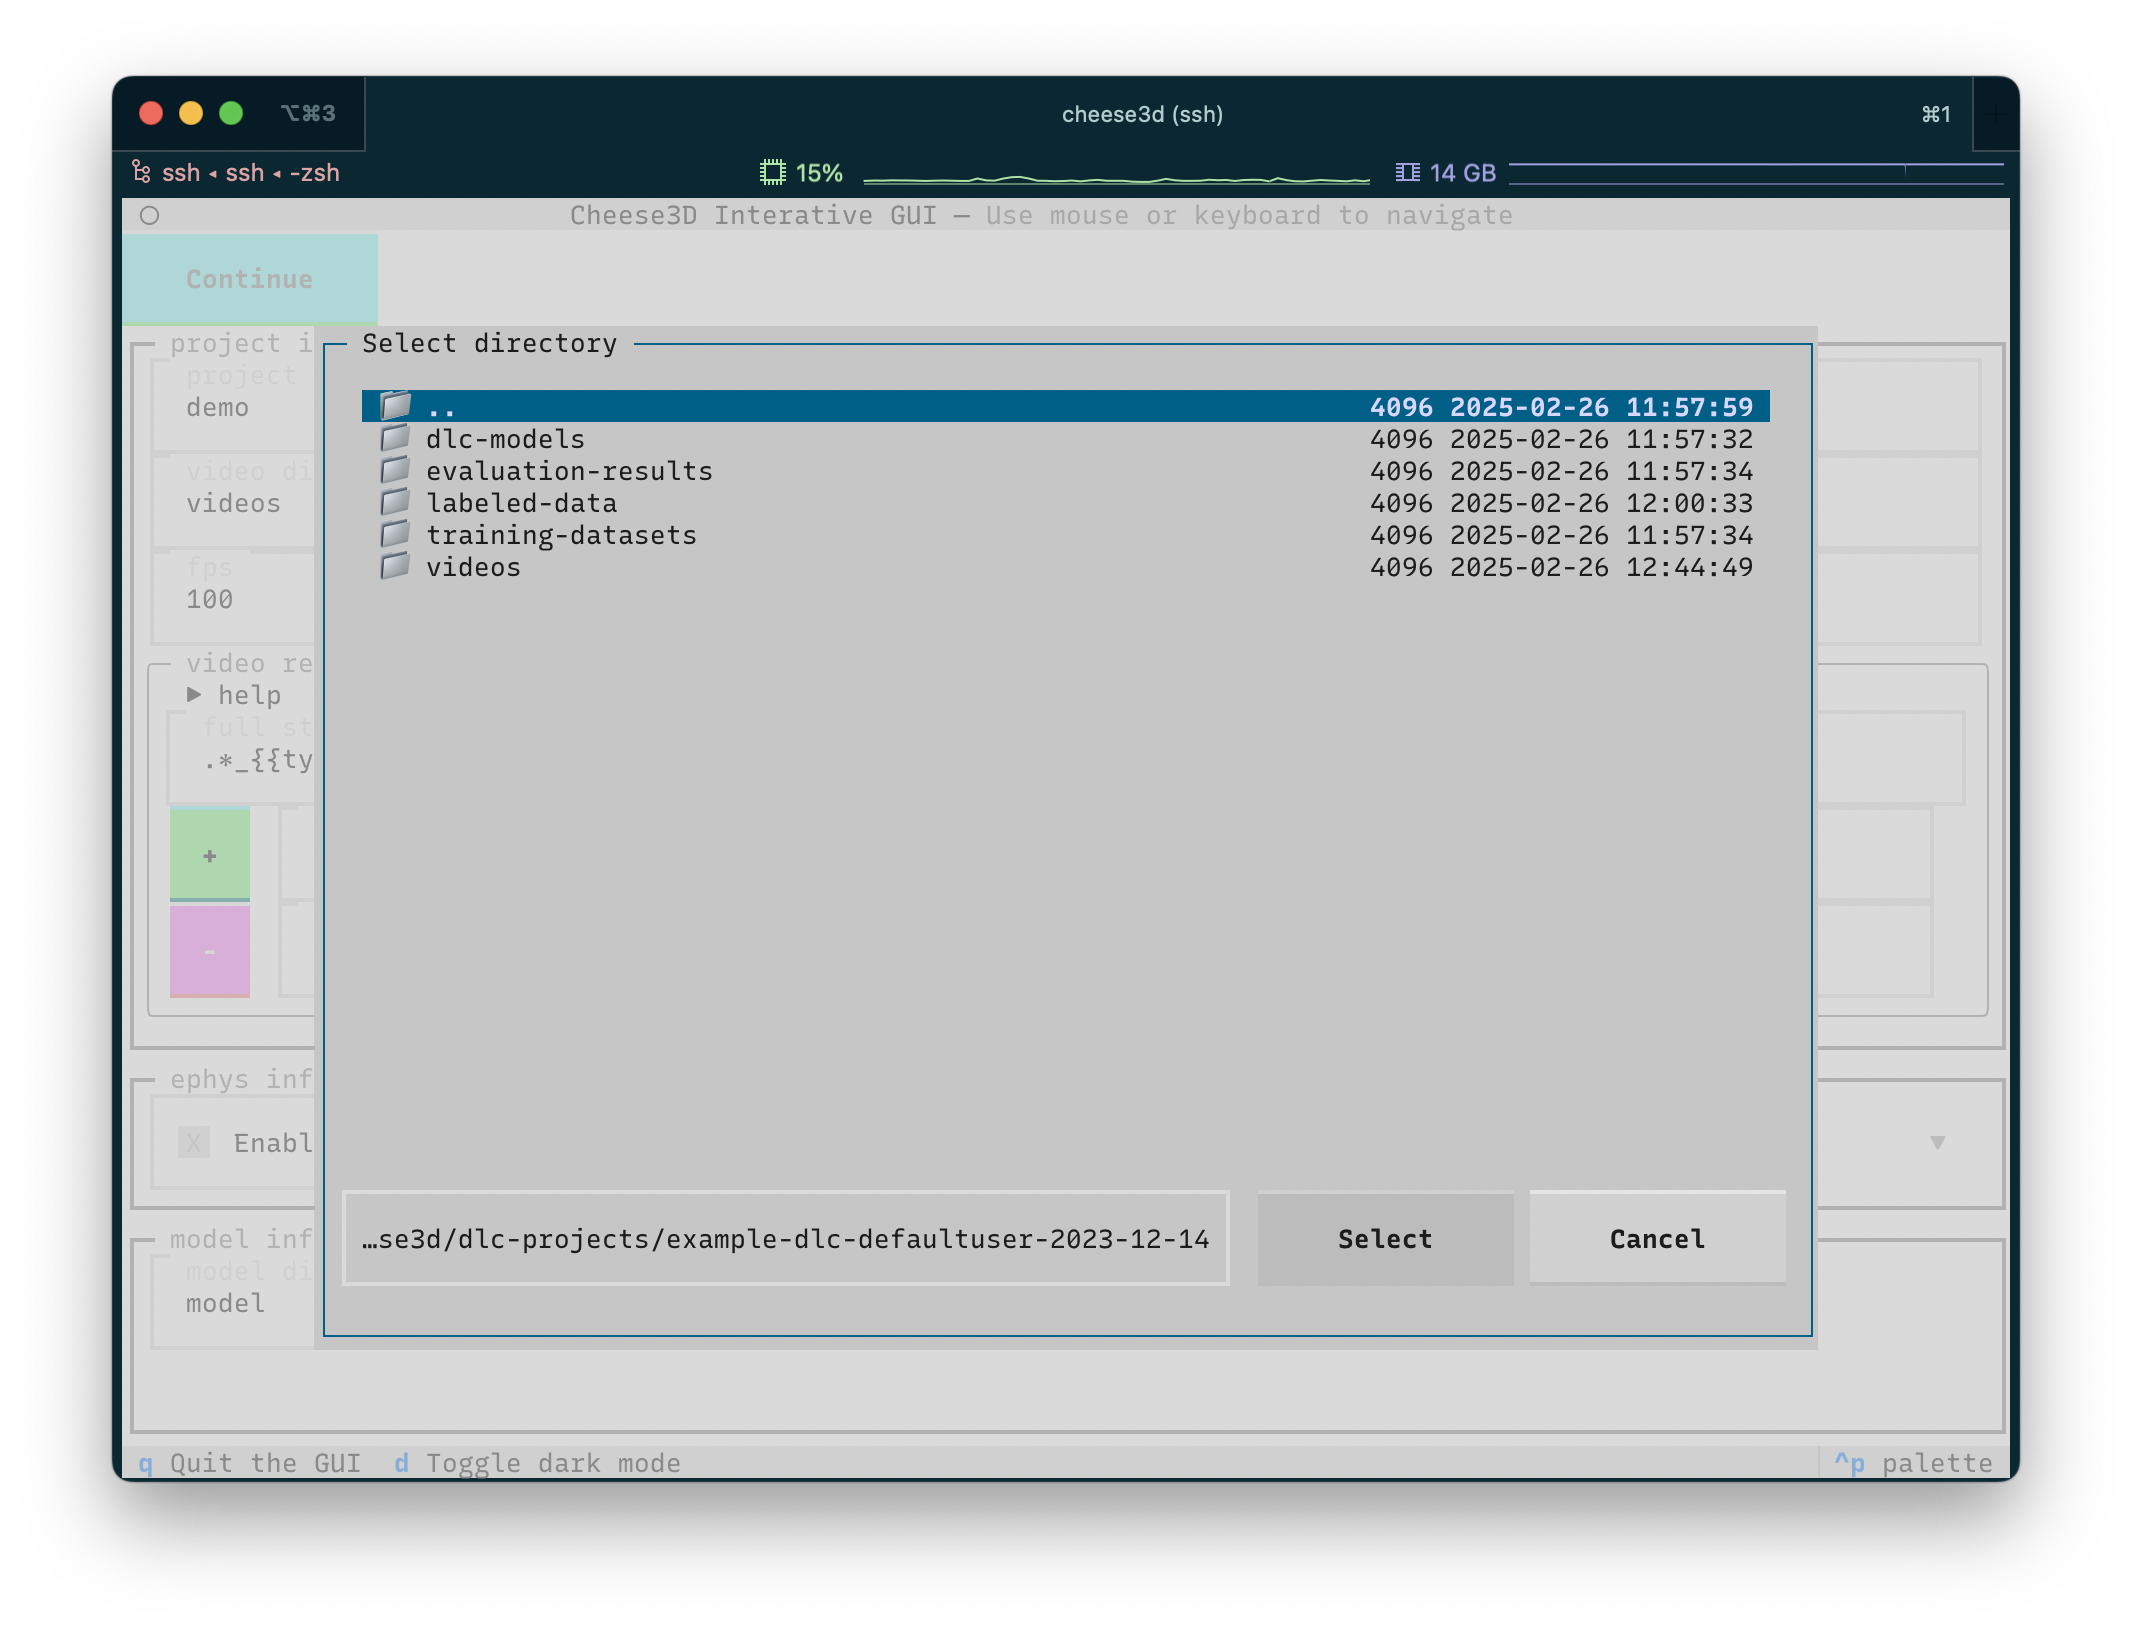 ⌥⌘3
cheese3d (ssh)
⌘1
ssh ◂ ssh ◂ -zsh
15%
14 GB
Cheese3D Interative GUI — Use mouse or keyboard to navigate
Continue
project i
Select directory
project
demo
.. 4096 2025-02-26 11:57:59
dlc-models 4096 2025-02-26 11:57:32
video di
evaluation-results 4096 2025-02-26 11:57:34
videos
labeled-data 4096 2025-02-26 12:00:33
training-datasets 4096 2025-02-26 11:57:34
fps
videos 4096 2025-02-26 12:44:49
100
video re
▶ help
full st
.*_{{ty
+
-
ephys inf
X Enabl
▼
model inf
…se3d/dlc-projects/example-dlc-defaultuser-2023-12-14
Select
Cancel
model di
model
q Quit the GUI d Toggle dark mode
^p palette